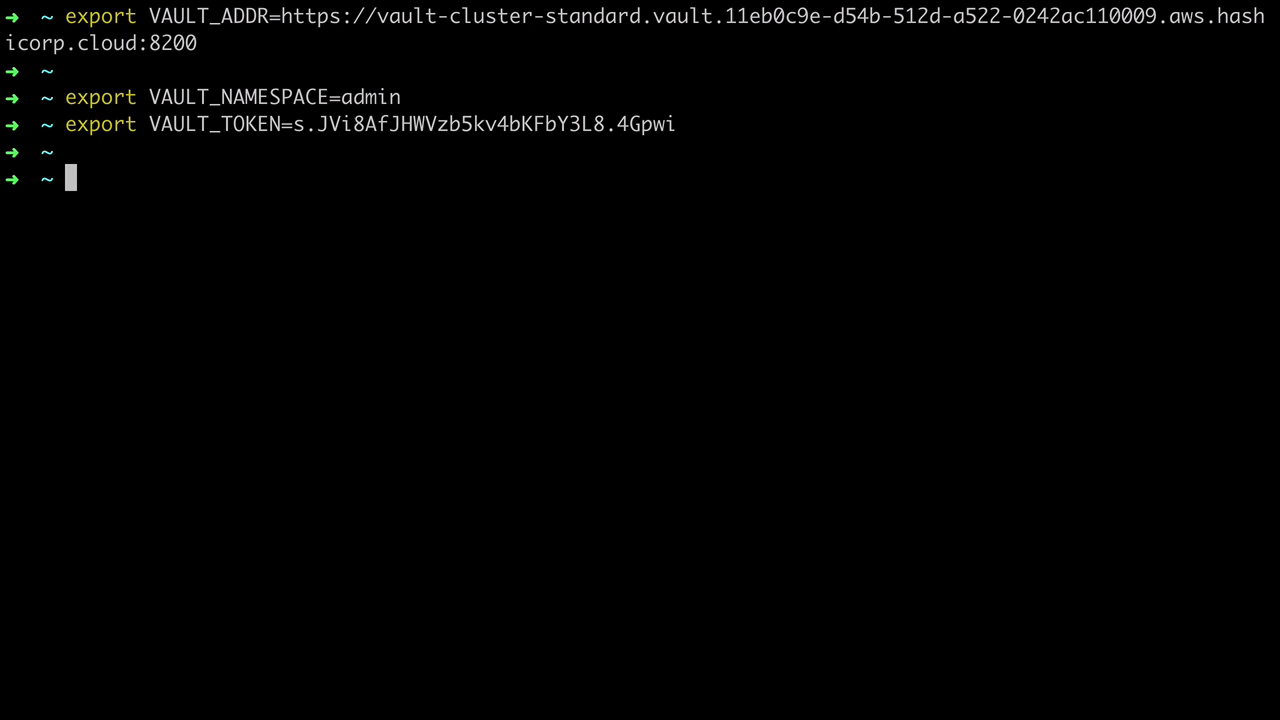 ➜  ~ export VAULT_ADDR=https://vault-cluster-standard.vault.11eb0c9e-d54b-512d-a522-0242ac110009.aws.hash
icorp.cloud:8200
➜  ~
➜  ~ export VAULT_NAMESPACE=admin
➜  ~ export VAULT_TOKEN=s.JVi8AfJHWVzb5kv4bKFbY3L8.4Gpwi
➜  ~
➜  ~